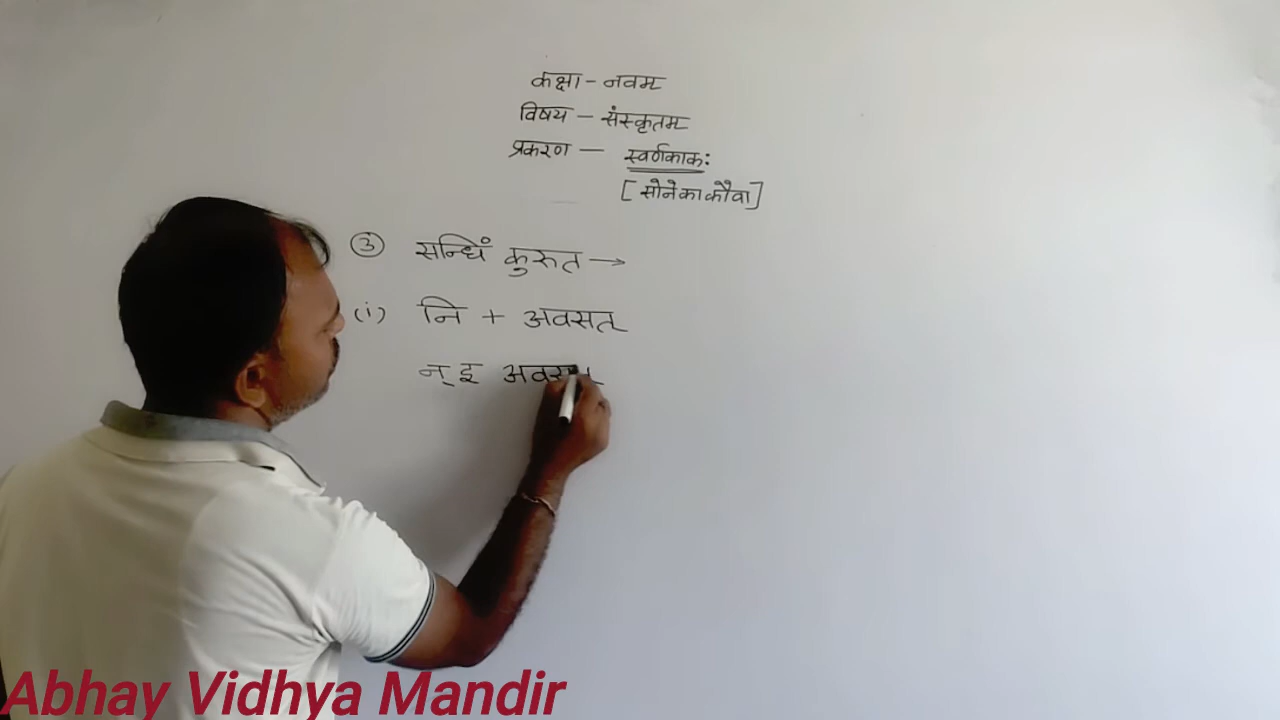 कक्षा - नवम
विषय - संस्कृतम्
प्रकरण - स्वर्णकाकः
[सोने का कौवा]
③ सन्धिं कुरुत →
(i) नि + अवसत्
न् इ
Abhay Vidhya Mandir